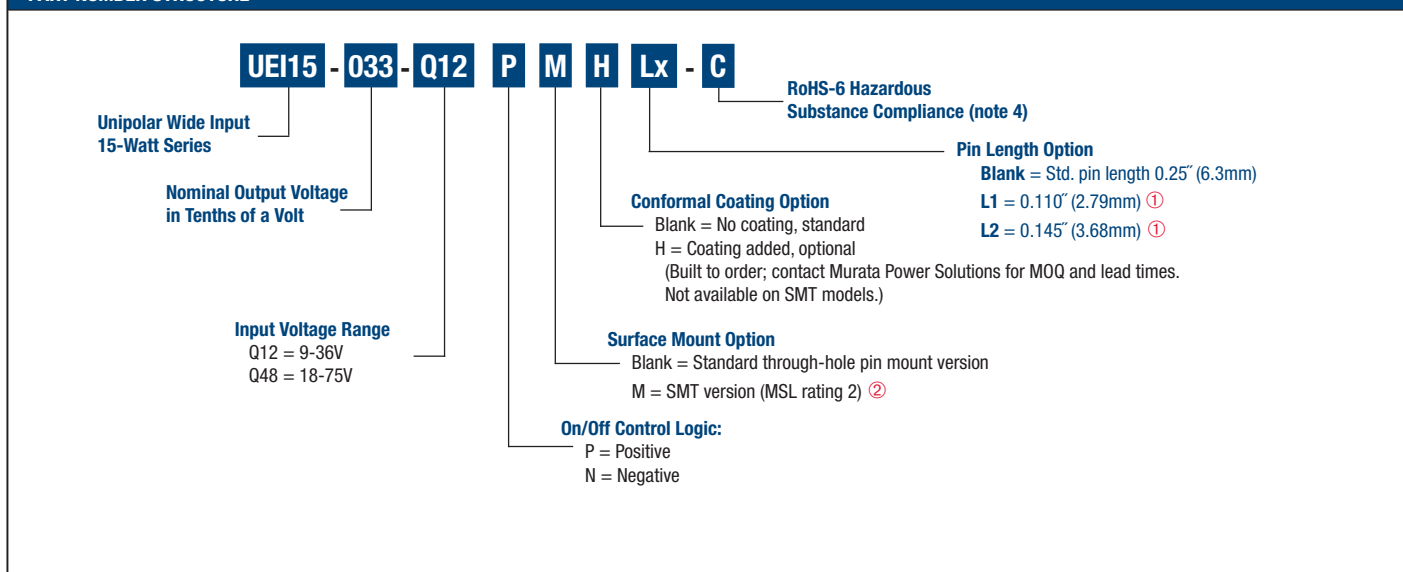 UEI15 - 033 - Q12 P M H Lx - C
RoHS-6 Hazardous
Substance Compliance (note 4)
Unipolar Wide Input
15-Watt Series
Pin Length Option
Blank = Std. pin length 0.25˝ (6.3mm)
L1 = 0.110˝ (2.79mm) ①
L2 = 0.145˝ (3.68mm) ①
Nominal Output Voltage
in Tenths of a Volt
Conformal Coating Option
Blank = No coating, standard
H = Coating added, optional
(Built to order; contact Murata Power Solutions for MOQ and lead times.
Not available on SMT models.)
Input Voltage Range
Q12 = 9-36V
Q48 = 18-75V
Surface Mount Option
Blank = Standard through-hole pin mount version
M = SMT version (MSL rating 2) ②
On/Off Control Logic:
P = Positive
N = Negative